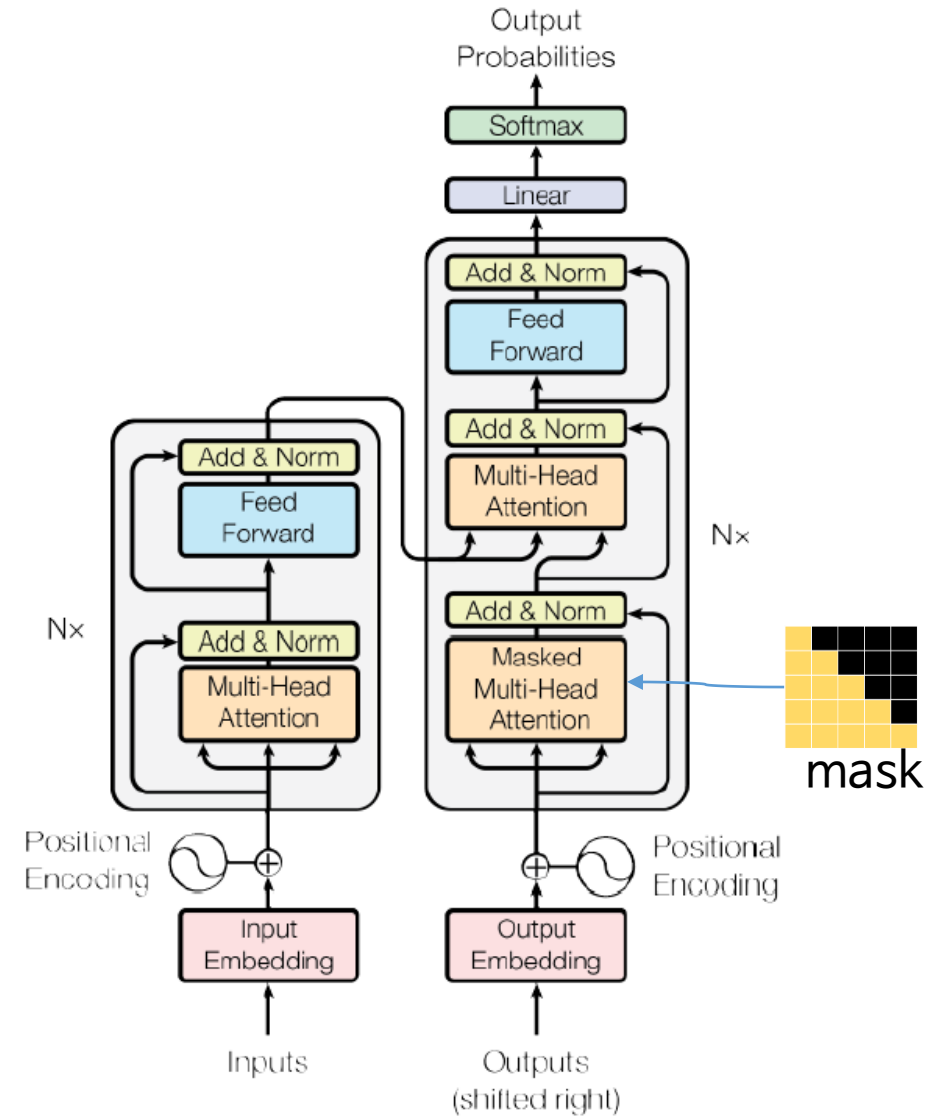 Output
Probabilities
Softmax
Linear
Add & Norm
Feed
Forward
Add & Norm
Multi-Head
Attention
Nx
Add & Norm
Masked
Multi-Head
Attention
mask
Add & Norm
Feed
Forward
Nx
Add & Norm
Multi-Head
Attention
Positional
Encoding
Positional
Encoding
Input
Embedding
Output
Embedding
Inputs
Outputs
(shifted right)